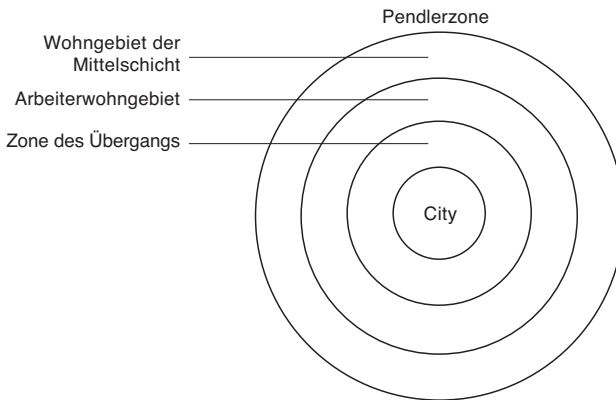 Pendlerzone
Wohngebiet der
Mittelschicht
Arbeiterwohngebiet
Zone des Übergangs
City